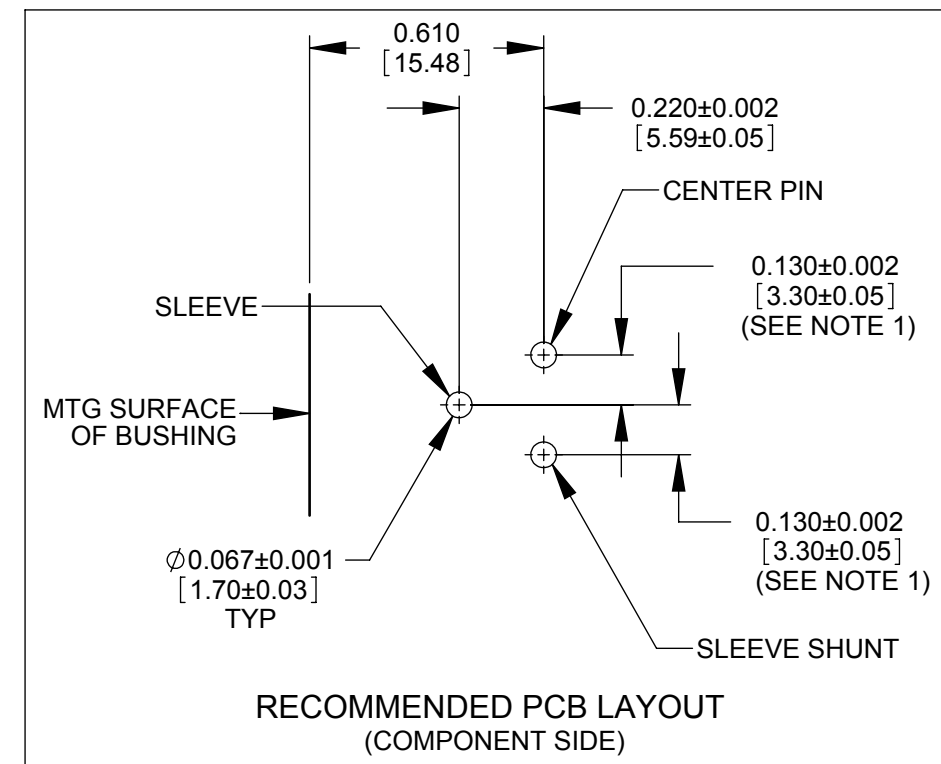 0.610
[15.48]
0.220±0.002
[5.59±0.05]
CENTER PIN
0.130±0.002
[3.30±0.05]
(SEE NOTE 1)
SLEEVE
MTG SURFACE
OF BUSHING
0.130±0.002
[3.30±0.05]
(SEE NOTE 1)
∅0.067±0.001
[1.70±0.03]
TYP
SLEEVE SHUNT
RECOMMENDED PCB LAYOUT
(COMPONENT SIDE)